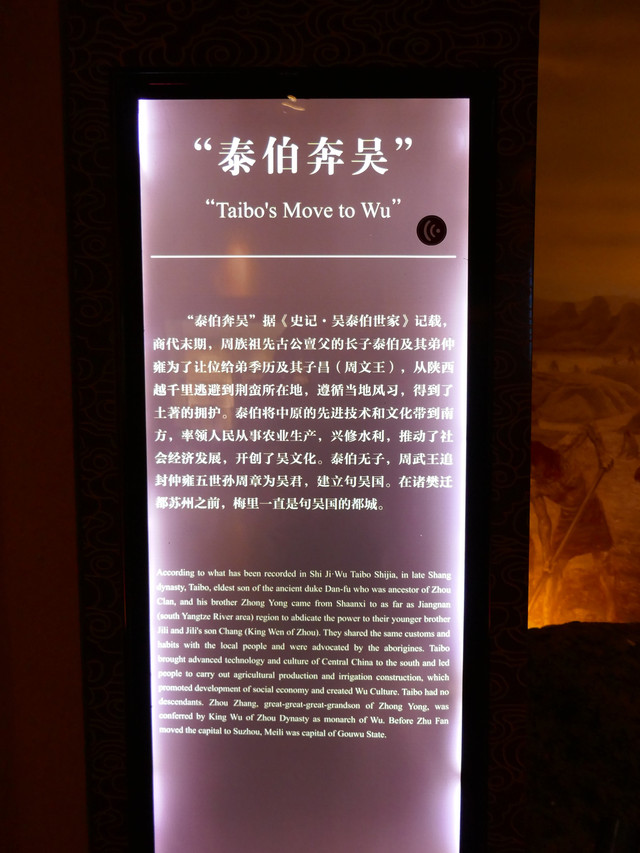 “泰伯奔吴”
“Taibo's Move to Wu”
“泰伯奔吴”据《史记·吴泰伯世家》记载，
商代末期，周族祖先古公亶父的长子泰伯及其弟仲
雍为了让位给弟季历及其子昌（周文王），从陕西
越千里逃避到荆蛮所在地，遵循当地风习，得到了
土著的拥护。泰伯将中原的先进技术和文化带到南
方，率领人民从事农业生产，兴修水利，推动了社
会经济发展，开创了吴文化。泰伯无子，周武王追
封仲雍五世孙周章为吴君，建立句吴国。在诸樊迁
都苏州之前，梅里一直是句吴国的都城。
According to what has been recorded in Shi Ji·Wu Taibo Shijia, in late Shang
dynasty, Taibo, eldest son of the ancient duke Dan-fu who was ancestor of Zhou
Clan, and his brother Zhong Yong came from Shaanxi to as far as Jiangnan
(south Yangtze River area) region to abdicate the power to their younger brother
Jili and Jili's son Chang (King Wen of Zhou). They shared the same customs and
habits with the local people and were advocated by the aborigines. Taibo
brought advanced technology and culture of Central China to the south and led
people to carry out agricultural production and irrigation construction, which
promoted development of social economy and created Wu Culture. Taibo had no
descendants. Zhou Zhang, great-great-great-grandson of Zhong Yong, was
conferred by King Wu of Zhou Dynasty as monarch of Wu. Before Zhu Fan
moved the capital to Suzhou, Meili was capital of Gouwu State.